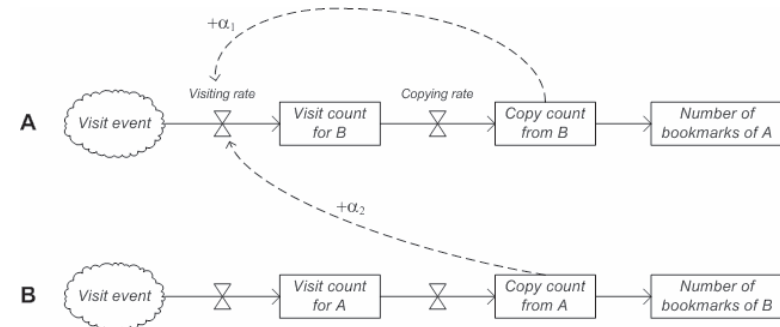 +α1
Visiting rate
Copying rate
A
Visit event
Visit count
for B
Copy count
from B
Number of
bookmarks of A
+α2
B
Visit event
Visit count
for A
Copy count
from A
Number of
bookmarks of B